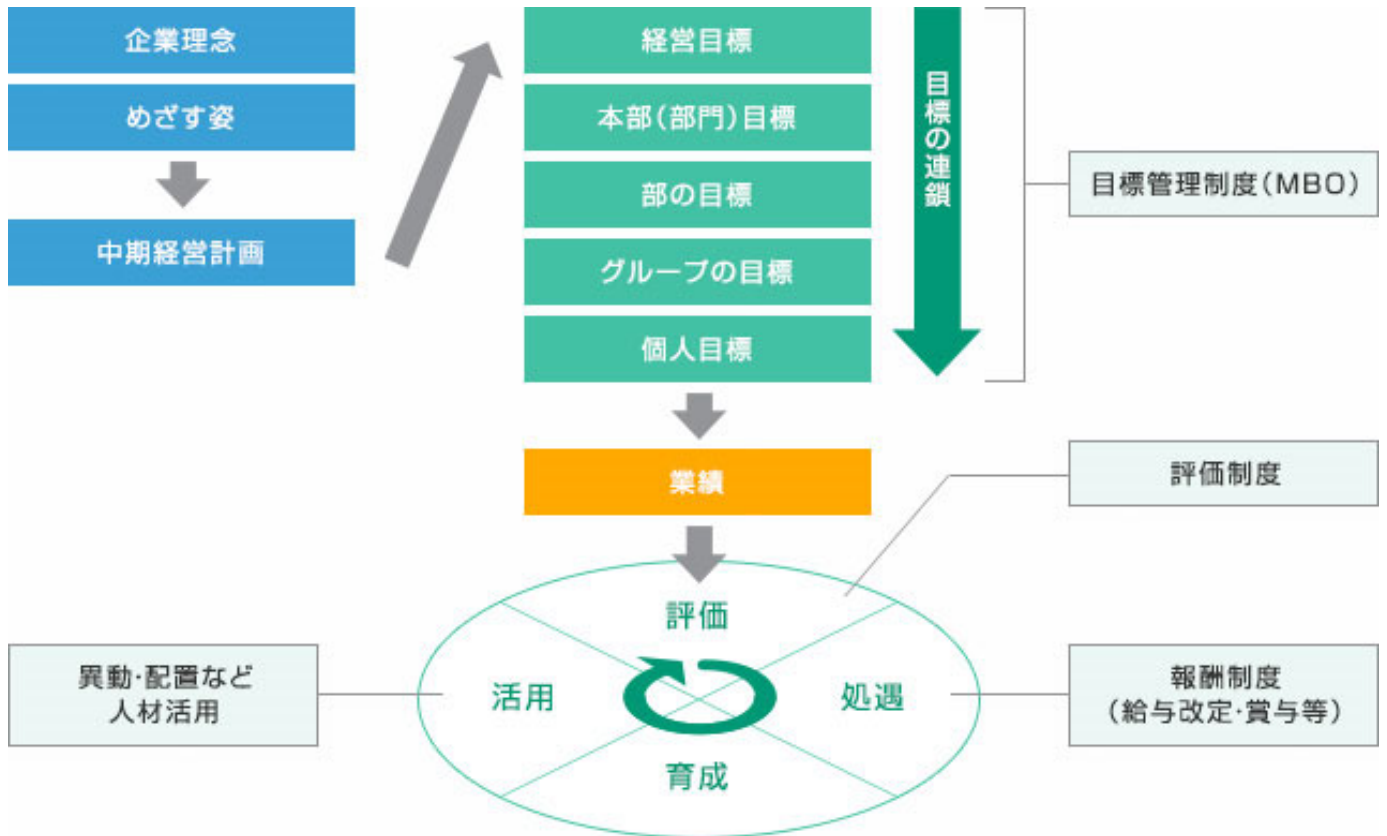 企業理念
めざす姿
中期経営計画
経営目標
本部（部門）目標
部の目標
グループの目標
個人目標
目標の連鎖
目標管理制度（MBO）
業績
評価制度
評価
活用
処遇
育成
異動・配置など
人材活用
報酬制度
（給与改定・賞与等）